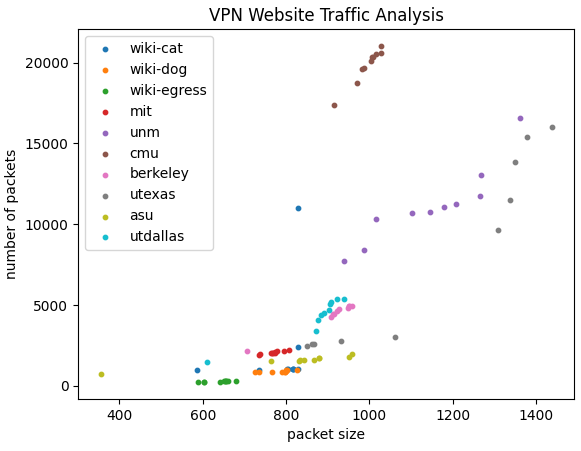 VPN Website Traffic Analysis
wiki-cat
wiki-dog
wiki-egress
mit
unm
cmu
berkeley
utexas
asu
utdallas
number of packets
20000
15000
10000
5000
0
400 600 800 1000 1200 1400
packet size